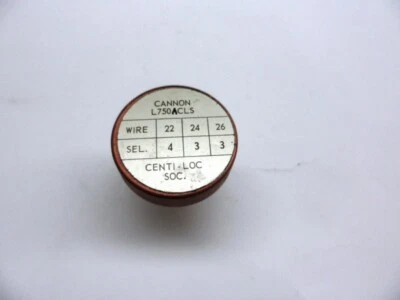 CANNON
L750ACLS
WIRE 22 24 26
SEL. 4 3 3
CENTI-LOC
SOC.